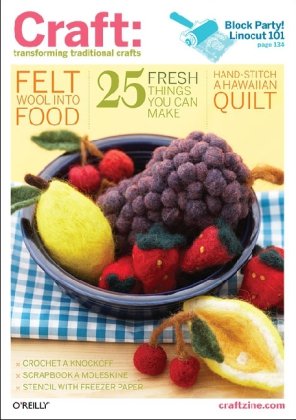 Craft:
transforming traditional crafts
Block Party!
Linocut 101
page 134
FELT
WOOL INTO
FOOD
25 FRESH
THINGS
YOU CAN
MAKE
HAND-STITCH
A HAWAIIAN
QUILT
× CROCHET A KNOCKOFF
× SCRAPBOOK A MOLESKINE
× STENCIL WITH FREEZER PAPER
O'REILLY
craftzine.com